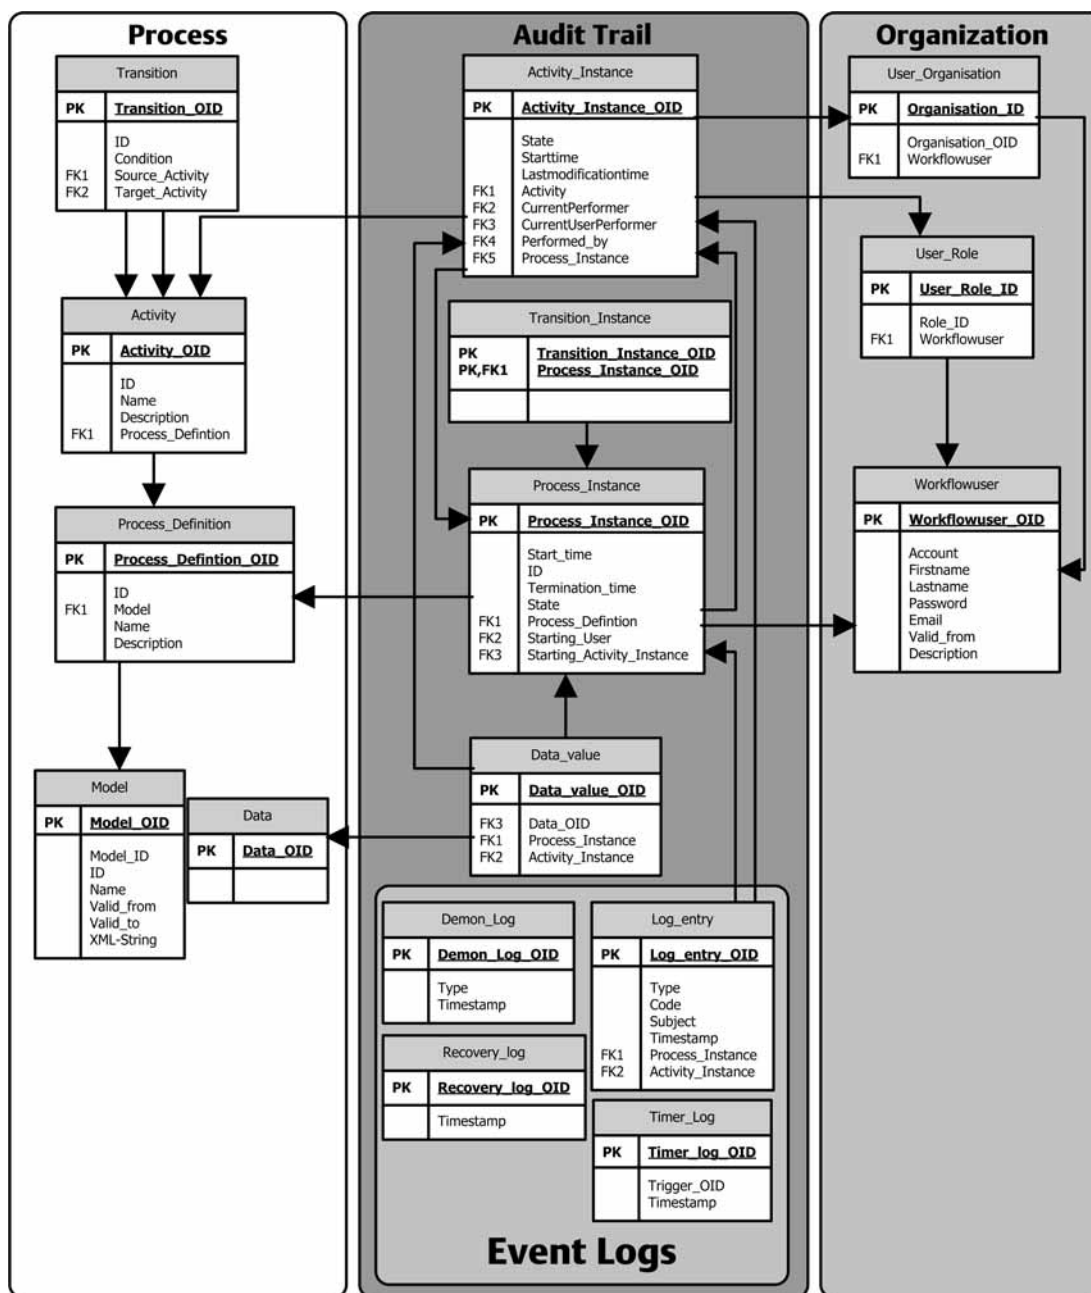 Process
Transition
PK Transition_OID
ID
Condition
FK1 Source_Activity
FK2 Target_Activity
Activity
PK Activity_OID
ID
Name
Description
FK1 Process_Defintion
Process_Definition
PK Process_Defintion_OID
ID
FK1 Model
Name
Description
Model
PK Model_OID
Model_ID
ID
Name
Valid_from
Valid_to
XML-String
Data
PK Data_OID
Audit Trail
Activity_Instance
PK Activity_Instance_OID
State
Starttime
Lastmodificationtime
FK1 Activity
FK2 CurrentPerformer
FK3 CurrentUserPerformer
FK4 Performed_by
FK5 Process_Instance
Transition_Instance
PK Transition_Instance_OID
PK,FK1 Process_Instance_OID
Process_Instance
PK Process_Instance_OID
Start_time
ID
Termination_time
State
FK1 Process_Defintion
FK2 Starting_User
FK3 Starting_Activity_Instance
Data_value
PK Data_value_OID
FK3 Data_OID
FK1 Process_Instance
FK2 Activity_Instance
Demon_Log
PK Demon_Log_OID
Type
Timestamp
Recovery_log
PK Recovery_log_OID
Timestamp
Log_entry
PK Log_entry_OID
Type
Code
Subject
Timestamp
FK1 Process_Instance
FK2 Activity_Instance
Timer_Log
PK Timer_log_OID
Trigger_OID
Timestamp
Event Logs
Organization
User_Organisation
PK Organisation_ID
Organisation_OID
FK1 Workflowuser
User_Role
PK User_Role_ID
Role_ID
FK1 Workflowuser
Workflowuser
PK Workflowuser_OID
Account
Firstname
Lastname
Password
Email
Valid_from
Description